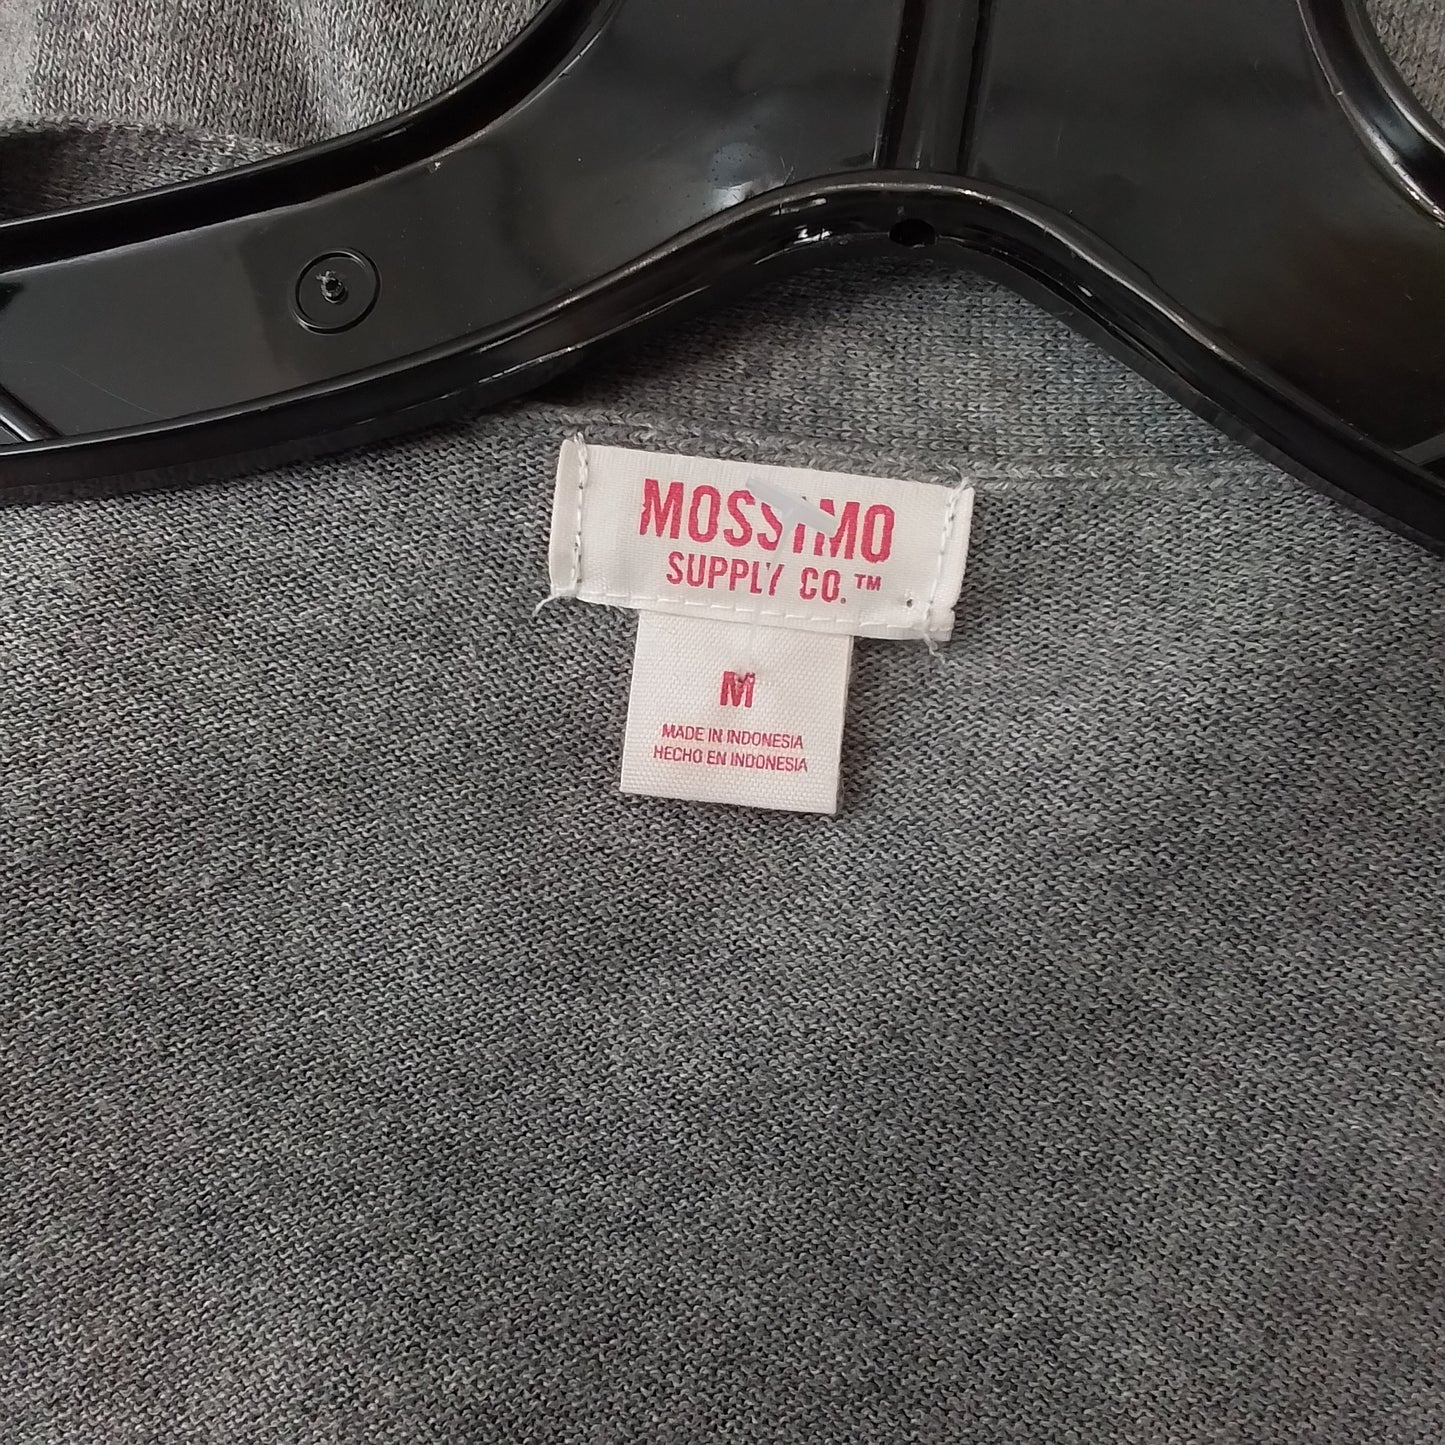 MOSSIMO
SUPPLY CO.™
M
MADE IN INDONESIA
HECHO EN INDONESIA